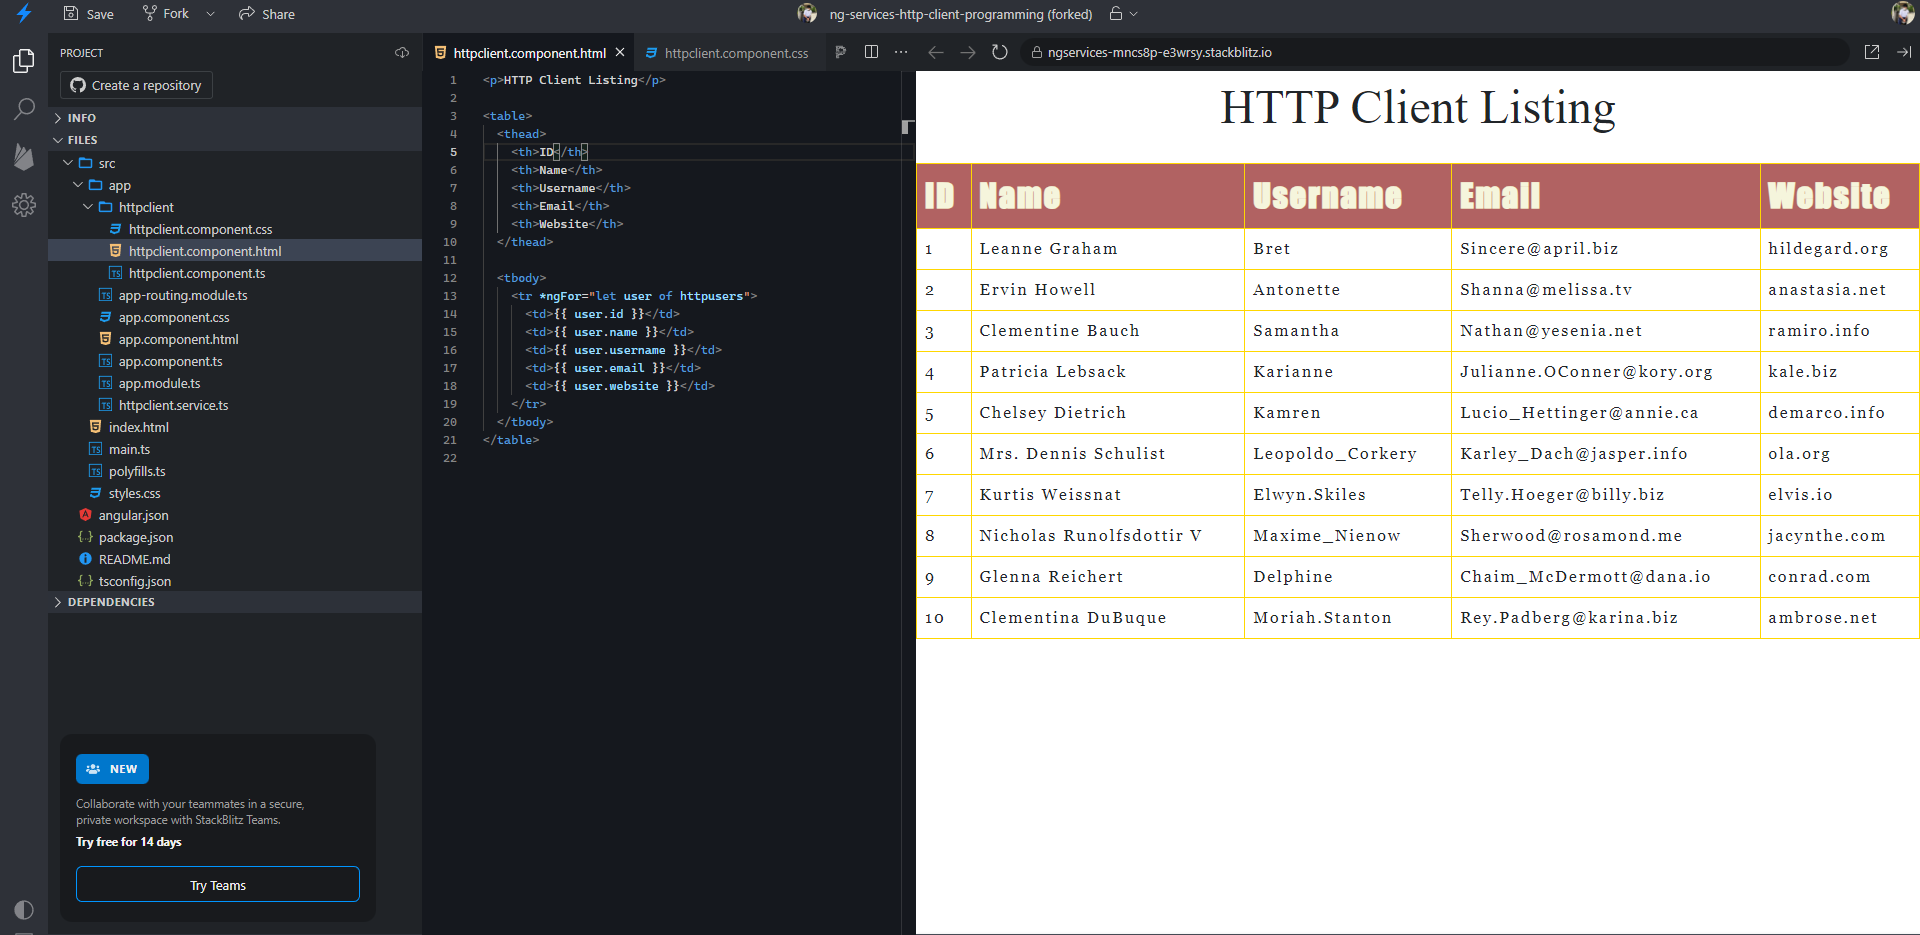 Save
Fork
Share
ng-services-http-client-programming (forked)
PROJECT
Create a repository
INFO
FILES
src
app
httpclient
httpclient.component.css
httpclient.component.html
httpclient.component.ts
app-routing.module.ts
app.component.css
app.component.html
app.component.ts
app.module.ts
httpclient.service.ts
index.html
main.ts
polyfills.ts
styles.css
angular.json
package.json
README.md
tsconfig.json
DEPENDENCIES
NEW
Collaborate with your teammates in a secure,
private workspace with StackBlitz Teams.
Try free for 14 days
Try Teams
httpclient.component.html
httpclient.component.css
1 <p>HTTP Client Listing</p>
2
3 <table>
4 <thead>
5 <th>ID</th>
6 <th>Name</th>
7 <th>Username</th>
8 <th>Email</th>
9 <th>Website</th>
10 </thead>
11
12 <tbody>
13 <tr *ngFor="let user of httpusers">
14 <td>{{ user.id }}</td>
15 <td>{{ user.name }}</td>
16 <td>{{ user.username }}</td>
17 <td>{{ user.email }}</td>
18 <td>{{ user.website }}</td>
19 </tr>
20 </tbody>
21 </table>
22
ngservices-mncs8p-e3wrsy.stackblitz.io
HTTP Client Listing
ID Name Username Email Website
1 Leanne Graham Bret Sincere@april.biz hildegard.org
2 Ervin Howell Antonette Shanna@melissa.tv anastasia.net
3 Clementine Bauch Samantha Nathan@yesenia.net ramiro.info
4 Patricia Lebsack Karianne Julianne.OConner@kory.org kale.biz
5 Chelsey Dietrich Kamren Lucio_Hettinger@annie.ca demarco.info
6 Mrs. Dennis Schulist Leopoldo_Corkery Karley_Dach@jasper.info ola.org
7 Kurtis Weissnat Elwyn.Skiles Telly.Hoeger@billy.biz elvis.io
8 Nicholas Runolfsdottir V Maxime_Nienow Sherwood@rosamond.me jacynthe.com
9 Glenna Reichert Delphine Chaim_McDermott@dana.io conrad.com
10 Clementina DuBuque Moriah.Stanton Rey.Padberg@karina.biz ambrose.net